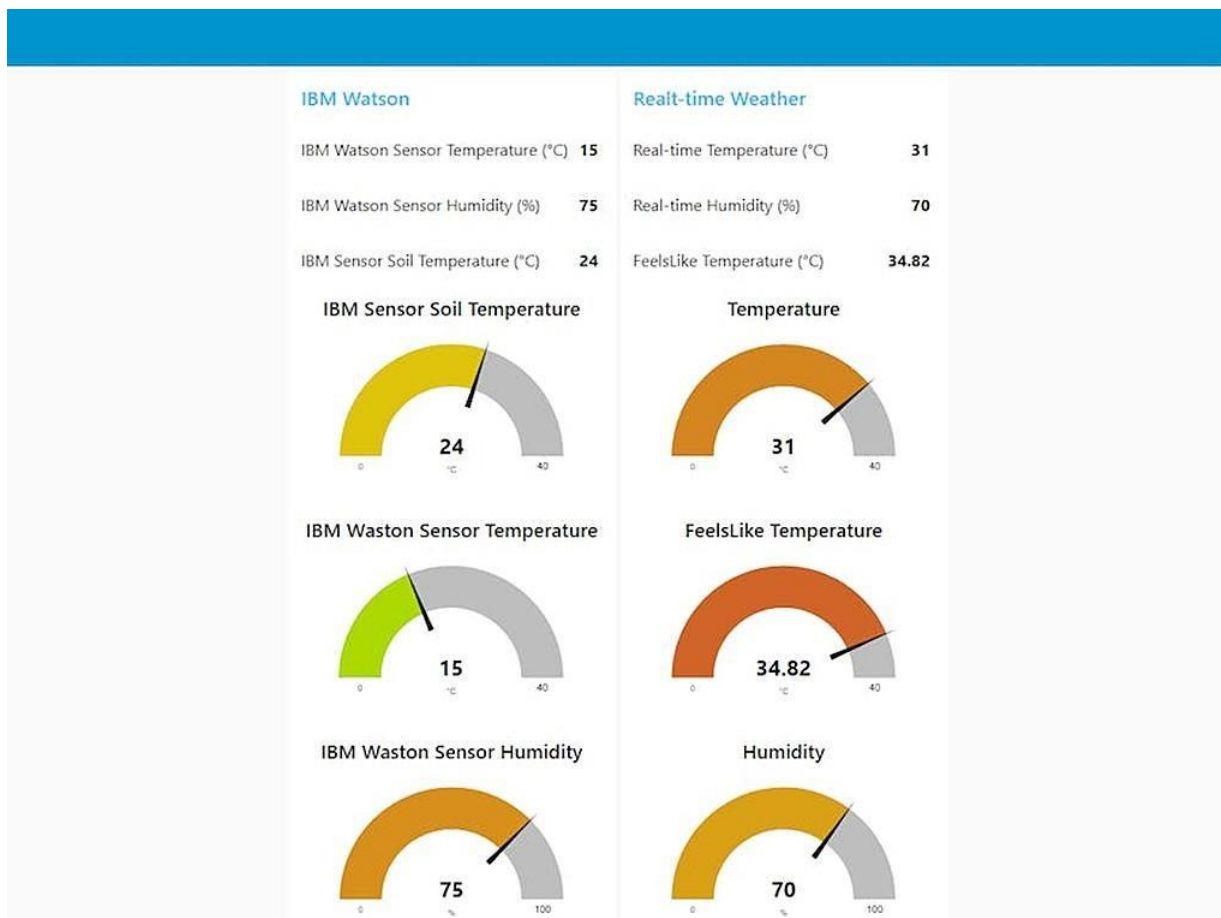 IBM Watson
IBM Watson Sensor Temperature (°C) 15
IBM Watson Sensor Humidity (%) 75
IBM Sensor Soil Temperature (°C) 24
IBM Sensor Soil Temperature
24
0 °C 40
IBM Waston Sensor Temperature
15
0 °C 40
IBM Waston Sensor Humidity
75
0 % 100
Realt-time Weather
Real-time Temperature (°C) 31
Real-time Humidity (%) 70
FeelsLike Temperature (°C) 34.82
Temperature
31
0 °C 40
FeelsLike Temperature
34.82
0 °C 40
Humidity
70
0 % 100